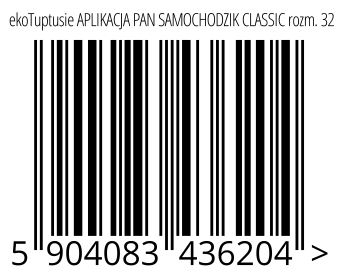 ekoTuptusie APLIKACJA PAN SAMOCHODZIK CLASSIC rozm. 32
5 904083 436204 >